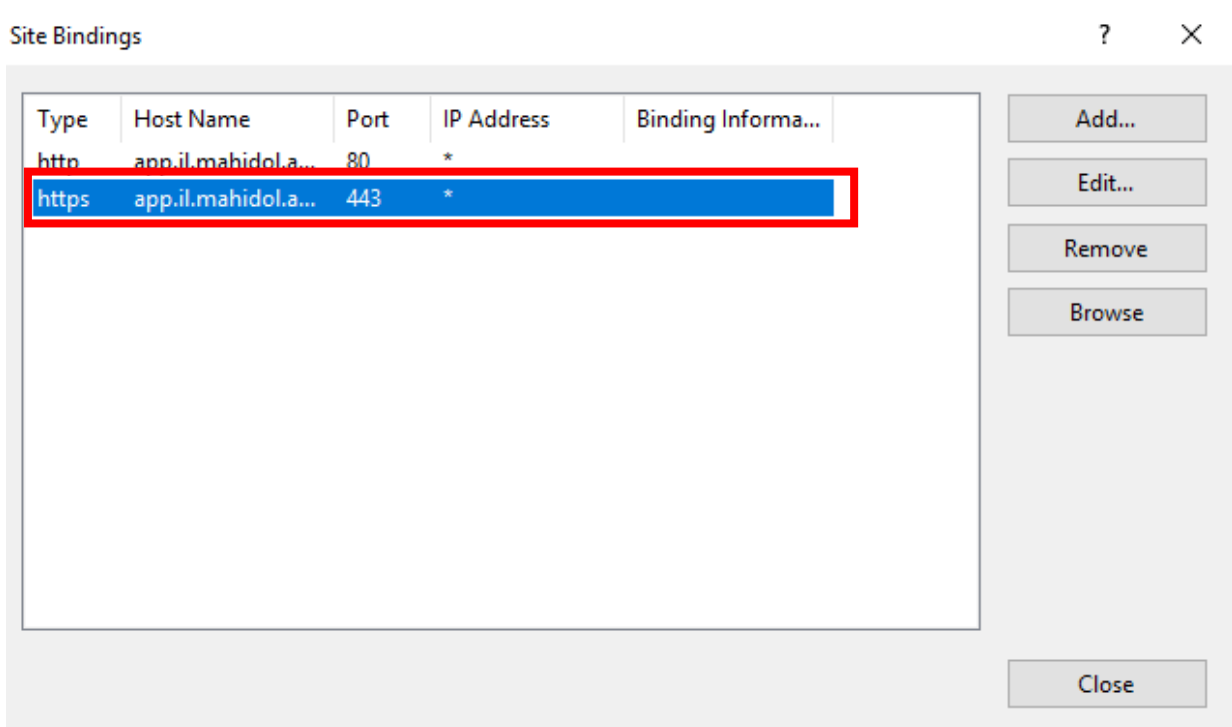 Site Bindings ?
Type Host Name Port IP Address Binding Informa...
http app.il.mahidol.a... 80 *
https app.il.mahidol.a... 443 *
Add...
Edit...
Remove
Browse
Close